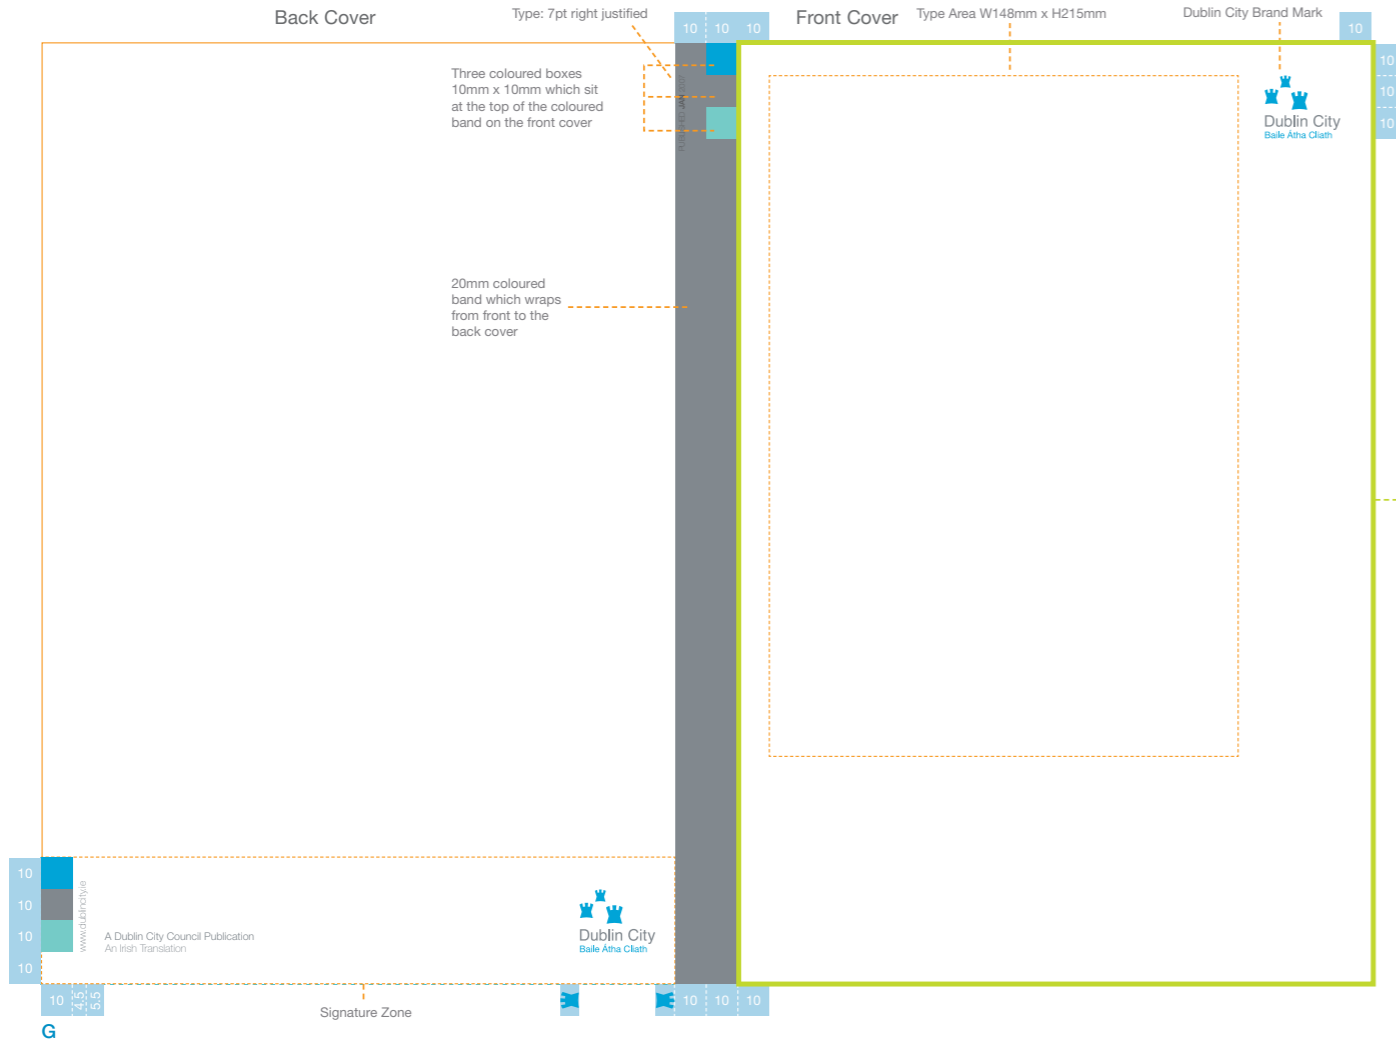 Back Cover
Type: 7pt right justified
10 10 10
Front Cover
Type Area W148mm x H215mm
Dublin City Brand Mark
10
10
10
10
Three coloured boxes
10mm x 10mm which sit
at the top of the coloured
band on the front cover
PUBLISHED JAN 2007
Dublin City
Baile Átha Cliath
20mm coloured
band which wraps
from front to the
back cover
10
10
10
10
www.dublincity.ie
A Dublin City Council Publication
An Irish Translation
Dublin City
Baile Átha Cliath
10 4.5 5.5
Signature Zone
10 10 10
G